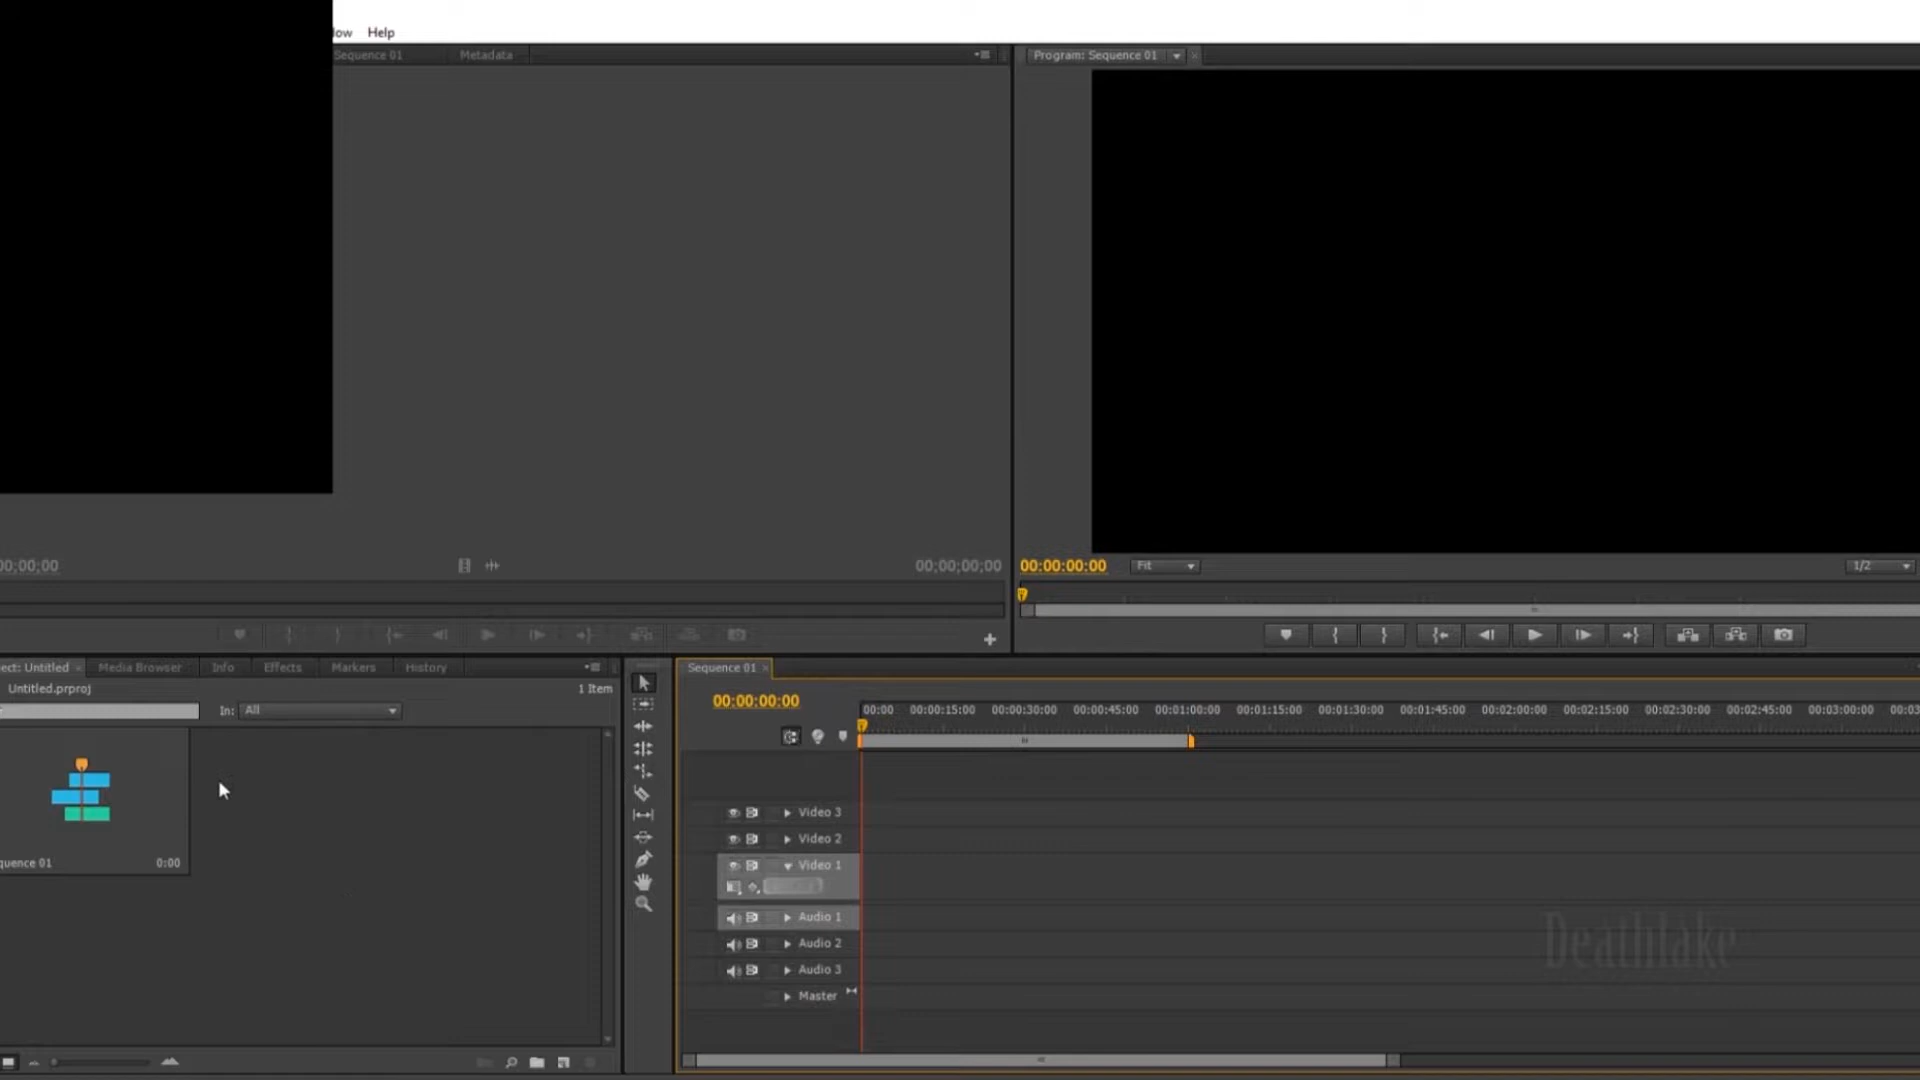 ow Help
Sequence 01 Metadata
Program: Sequence 01
00;00;00
00;00;00;00
00:00:00:00 Fit 1/2
ect: Untitled Media Browser Info Effects Markers History
Untitled.prproj 1 Item
In: All
quence 01 0:00
Sequence 01
00:00:00:00
00:00 00:00:15:00 00:00:30:00 00:00:45:00 00:01:00:00 00:01:15:00 00:01:30:00 00:01:45:00 00:02:00:00 00:02:15:00 00:02:30:00 00:02:45:00 00:03:00:00 00:03
Video 3
Video 2
Video 1
Audio 1
Audio 2
Audio 3
Master
Deathlake